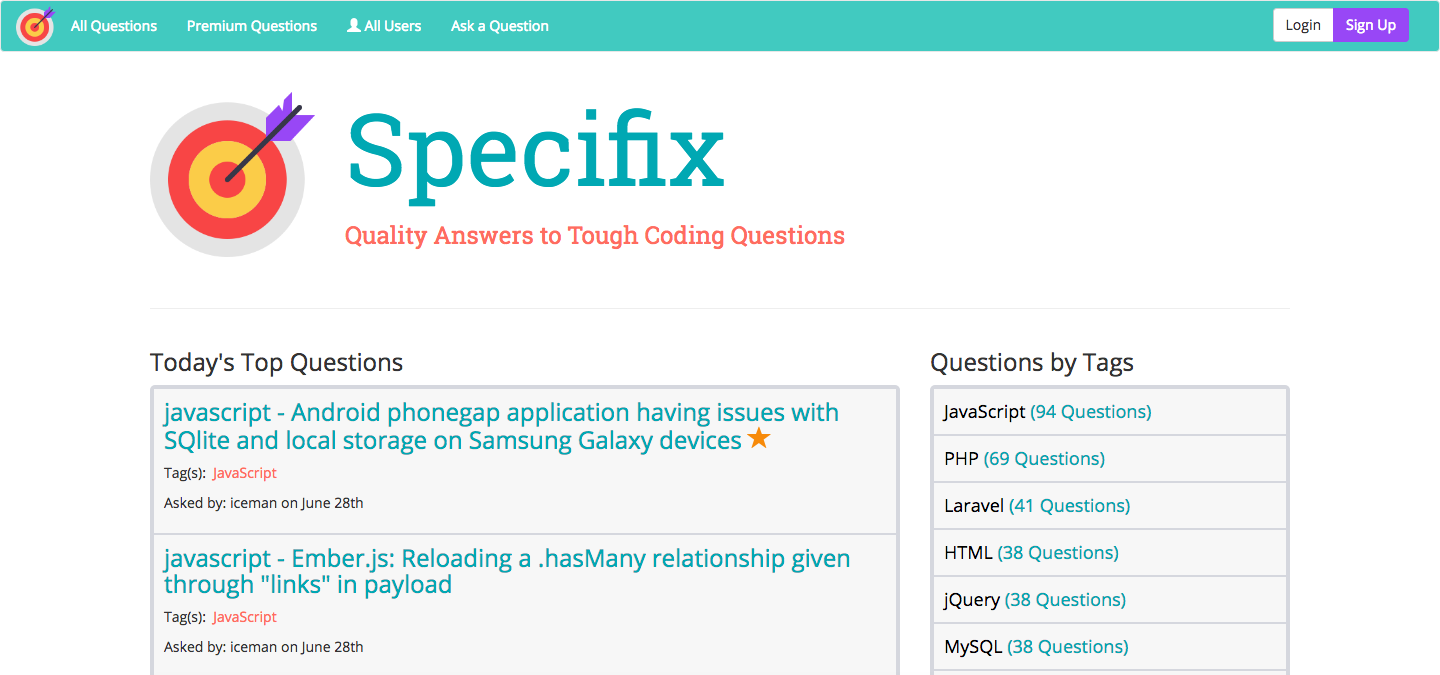 All Questions Premium Questions All Users Ask a Question Login Sign Up
Specifix
Quality Answers to Tough Coding Questions
Today's Top Questions
javascript - Android phonegap application having issues with
SQlite and local storage on Samsung Galaxy devices
Tag(s): JavaScript
Asked by: iceman on June 28th
javascript - Ember.js: Reloading a .hasMany relationship given
through "links" in payload
Tag(s): JavaScript
Asked by: iceman on June 28th
Questions by Tags
JavaScript (94 Questions)
PHP (69 Questions)
Laravel (41 Questions)
HTML (38 Questions)
jQuery (38 Questions)
MySQL (38 Questions)